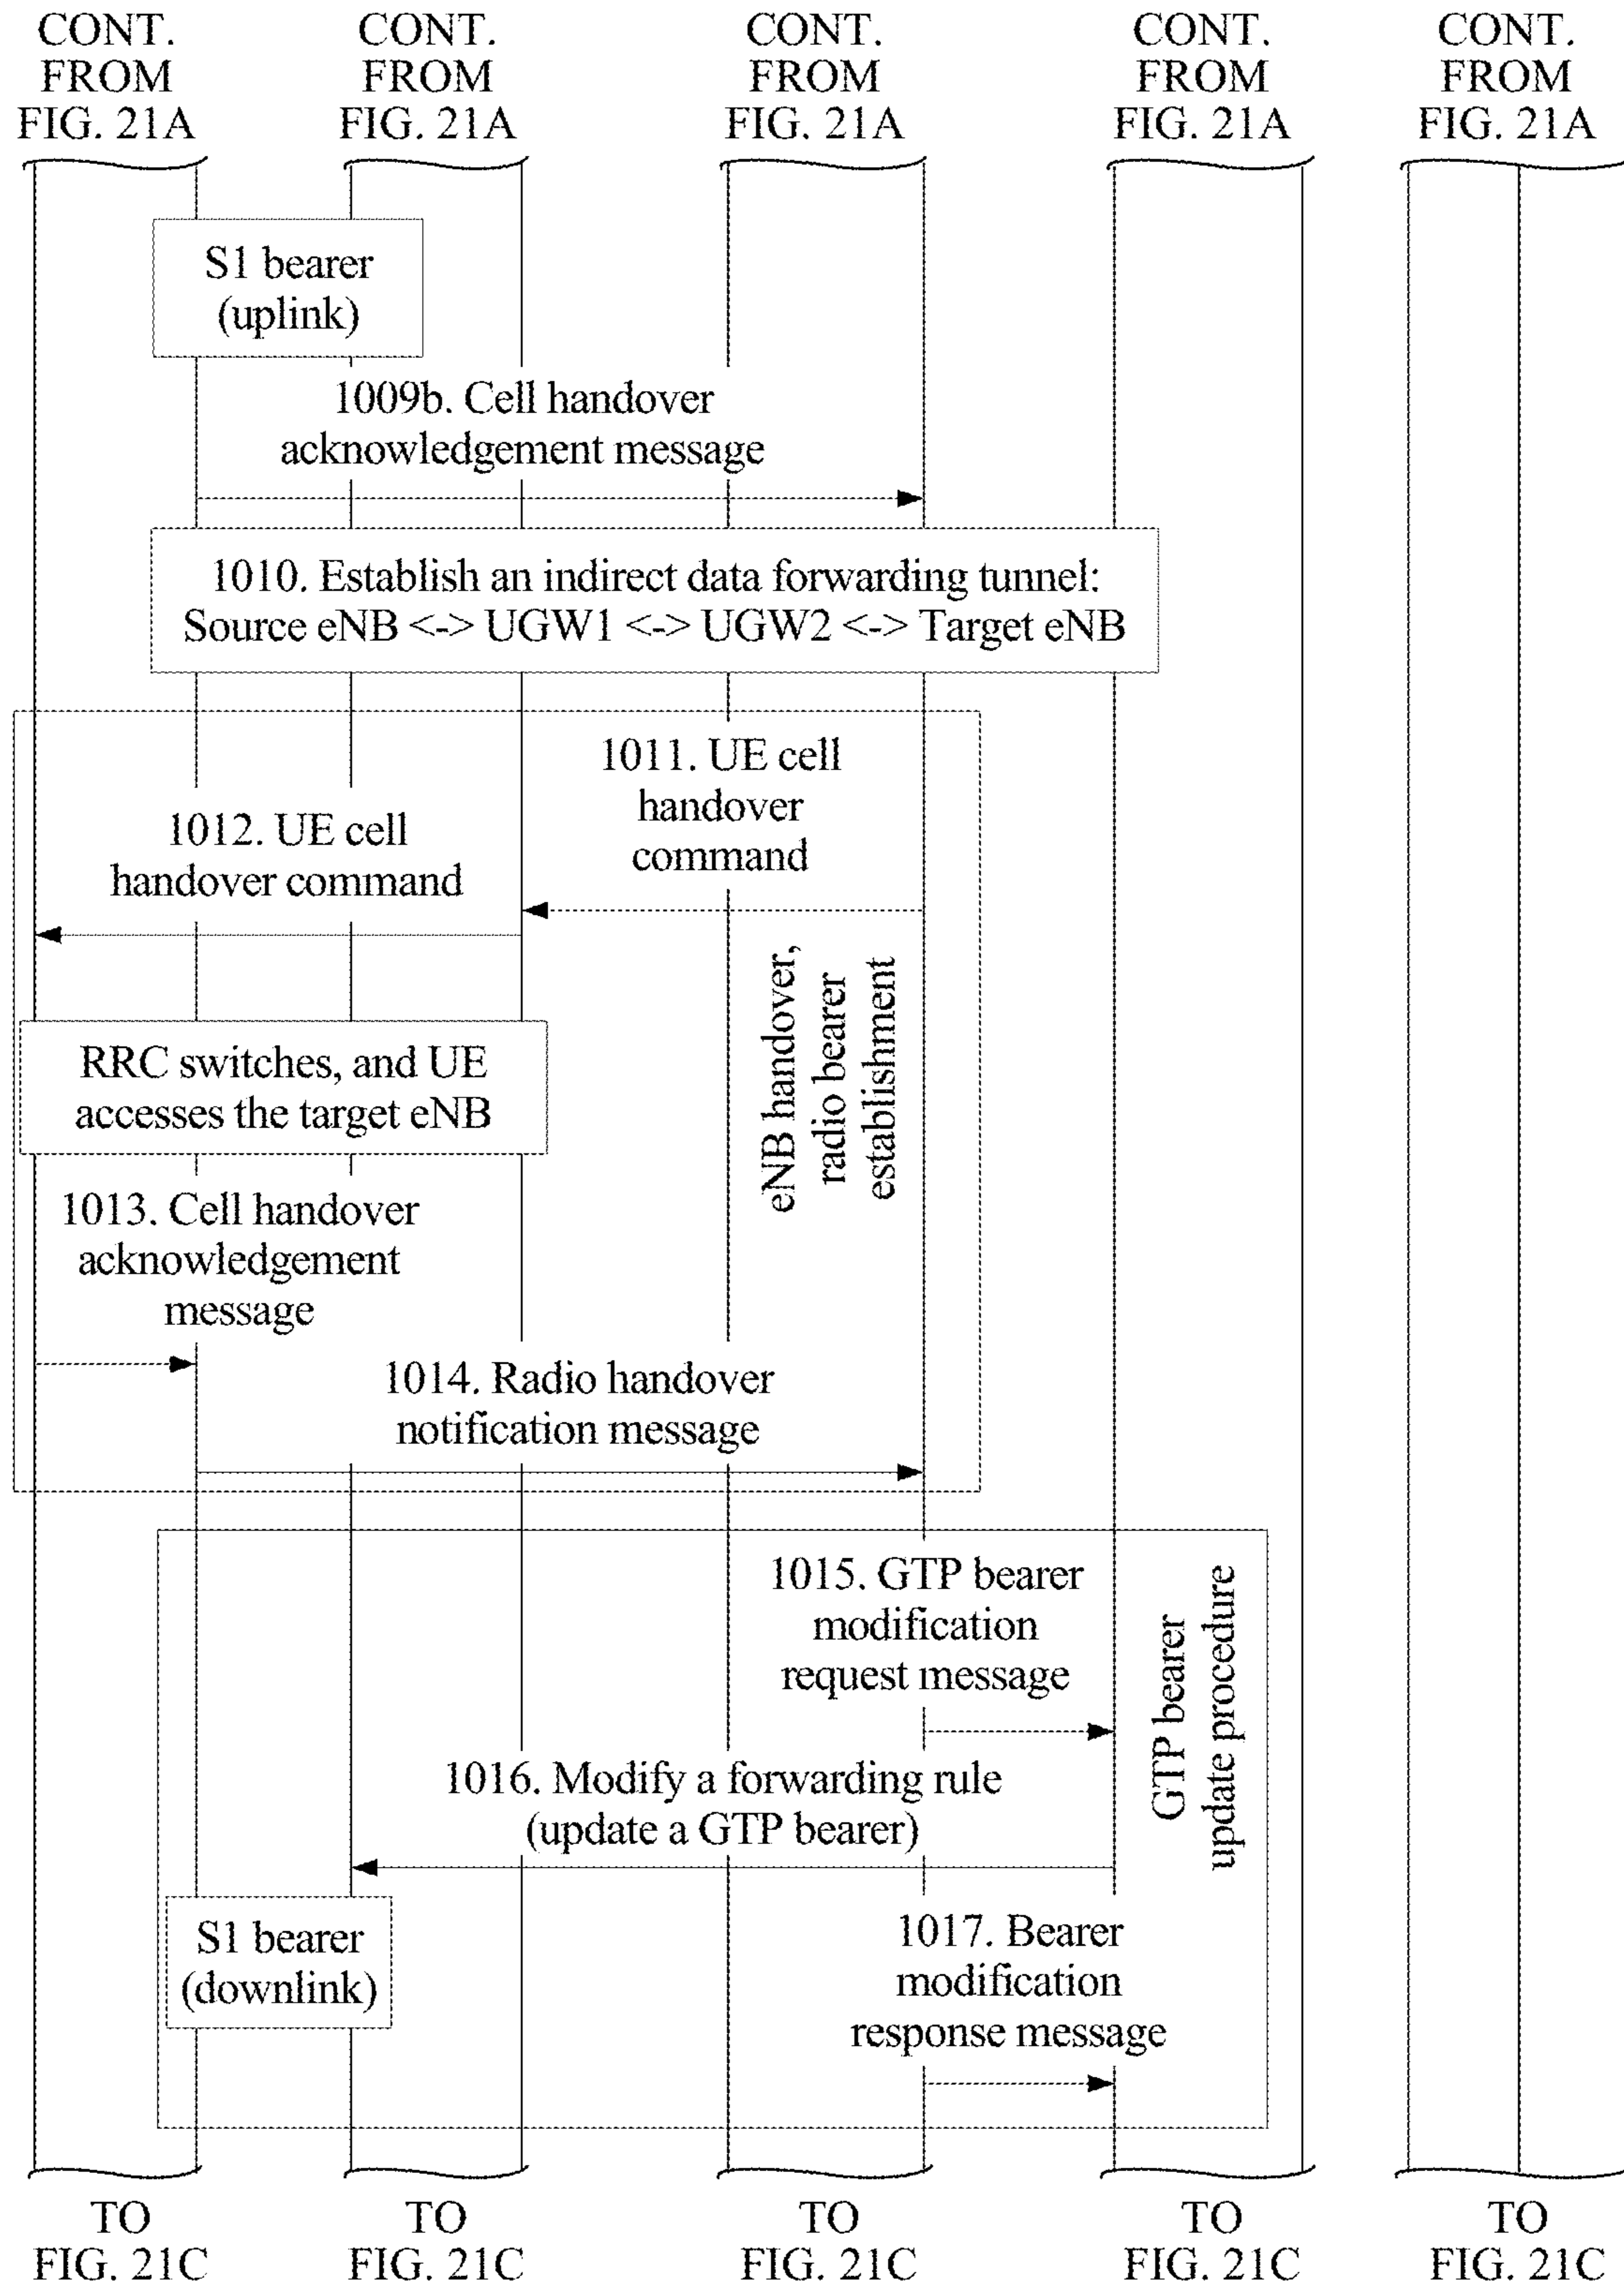 CONT.
FROM
FIG. 21A
CONT.
FROM
FIG. 21A
CONT.
FROM
FIG. 21A
CONT.
FROM
FIG. 21A
CONT.
FROM
FIG. 21A
S1 bearer
(uplink)
1009b. Cell handover
acknowledgement message
1010. Establish an indirect data forwarding tunnel:
Source eNB <-> UGW1 <-> UGW2 <-> Target eNB
1011. UE cell
handover
command
1012. UE cell
handover command
eNB handover,
radio bearer
establishment
RRC switches, and UE
accesses the target eNB
1013. Cell handover
acknowledgement
message
1014. Radio handover
notification message
1015. GTP bearer
modification
request message
GTP bearer
update procedure
1016. Modify a forwarding rule
(update a GTP bearer)
S1 bearer
(downlink)
1017. Bearer
modification
response message
TO
FIG. 21C
TO
FIG. 21C
TO
FIG. 21C
TO
FIG. 21C
TO
FIG. 21C